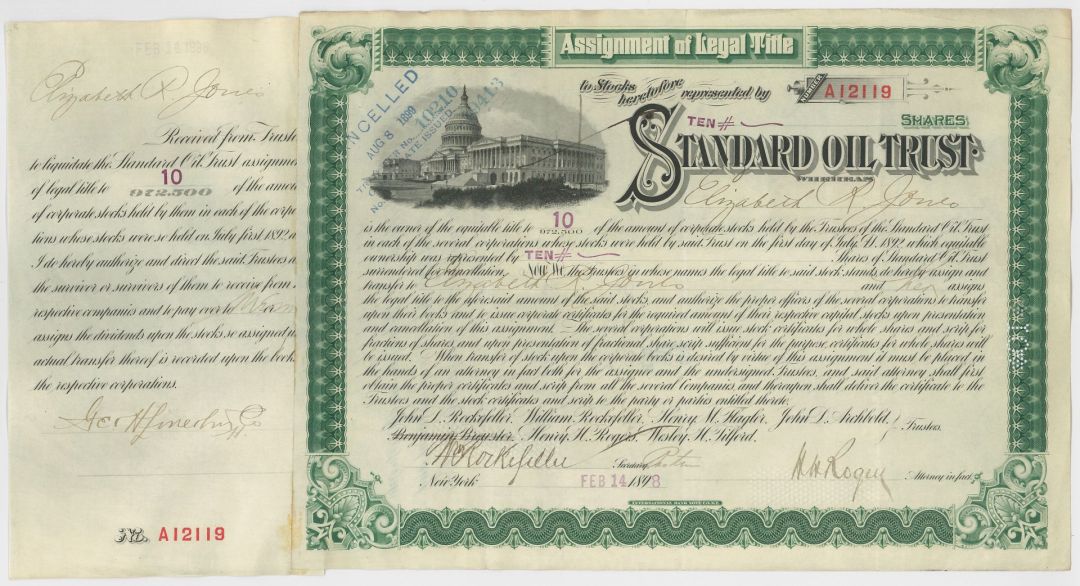 FEB 14 1898
Elizabeth R. Jones
Received from Trustees
to liquidate the Standard Oil Trust assignment
of legal title to 10 of the amount
972.500
of corporate stocks held by them in each of the corpo
tions whose stocks were so held on July first 1892 a
I do hereby authorize and direct the said Trustees a
the survivor or survivors of them to receive from
respective companies and to pay over to
assigns the dividends upon the stocks so assigned u
actual transfer thereof is recorded upon the book
the respective corporations.
No. A12119
Assignment of Legal Title
to Stocks
heretofore represented by
NUMBER A12119
TEN# SHARES
STANDARD OIL TRUST
WHEREAS Elizabeth R. Jones
CANCELLED
AUG-8 1899
is the owner of the equitable title to 10 of the amount of corporate stocks held by the Trustees of the Standard Oil Trust
972.500
in each of the several corporations whose stocks were held by said Trust on the first day of July A.D. 1892, which equitable
ownership was represented by TEN# Shares of Standard Oil Trust
surrendered for cancellation. Now We the Trustees in whose names the legal title to said stock stands, do hereby assign and
transfer to Elizabeth R. Jones and her assigns
the legal title to the aforesaid amount of the said stocks, and authorize the proper officers of the several corporations to transfer
upon their books and to issue corporate certificates for the required amount of their respective capital stocks upon presentation
and cancellation of this assignment. — The several corporations will issue stock certificates for whole shares and scrip for
fractions of shares, and upon presentation of fractional share scrip sufficient for the purpose, certificates for whole shares will
be issued. When transfer of stock upon the corporate books is desired by virtue of this assignment it must be placed in
the hands of an attorney in fact both for the assignee and the undersigned Trustees, and said attorney shall first
obtain the proper certificates and scrip from all the several Companies, and thereupon shall deliver the certificate to the
Trustees and the stock certificates and scrip to the party or parties entitled thereto.
John D. Rockefeller, William Rockefeller, Henry M. Flagler, John D. Archbold,
Benjamin Brewster, Henry H. Rogers, Wesley H. Tilford. Trustees.
Rockefeller Secretary H H Rogers Attorney in fact.
New York FEB 14 1898
INTERNATIONAL BANK NOTE CO. N.Y.